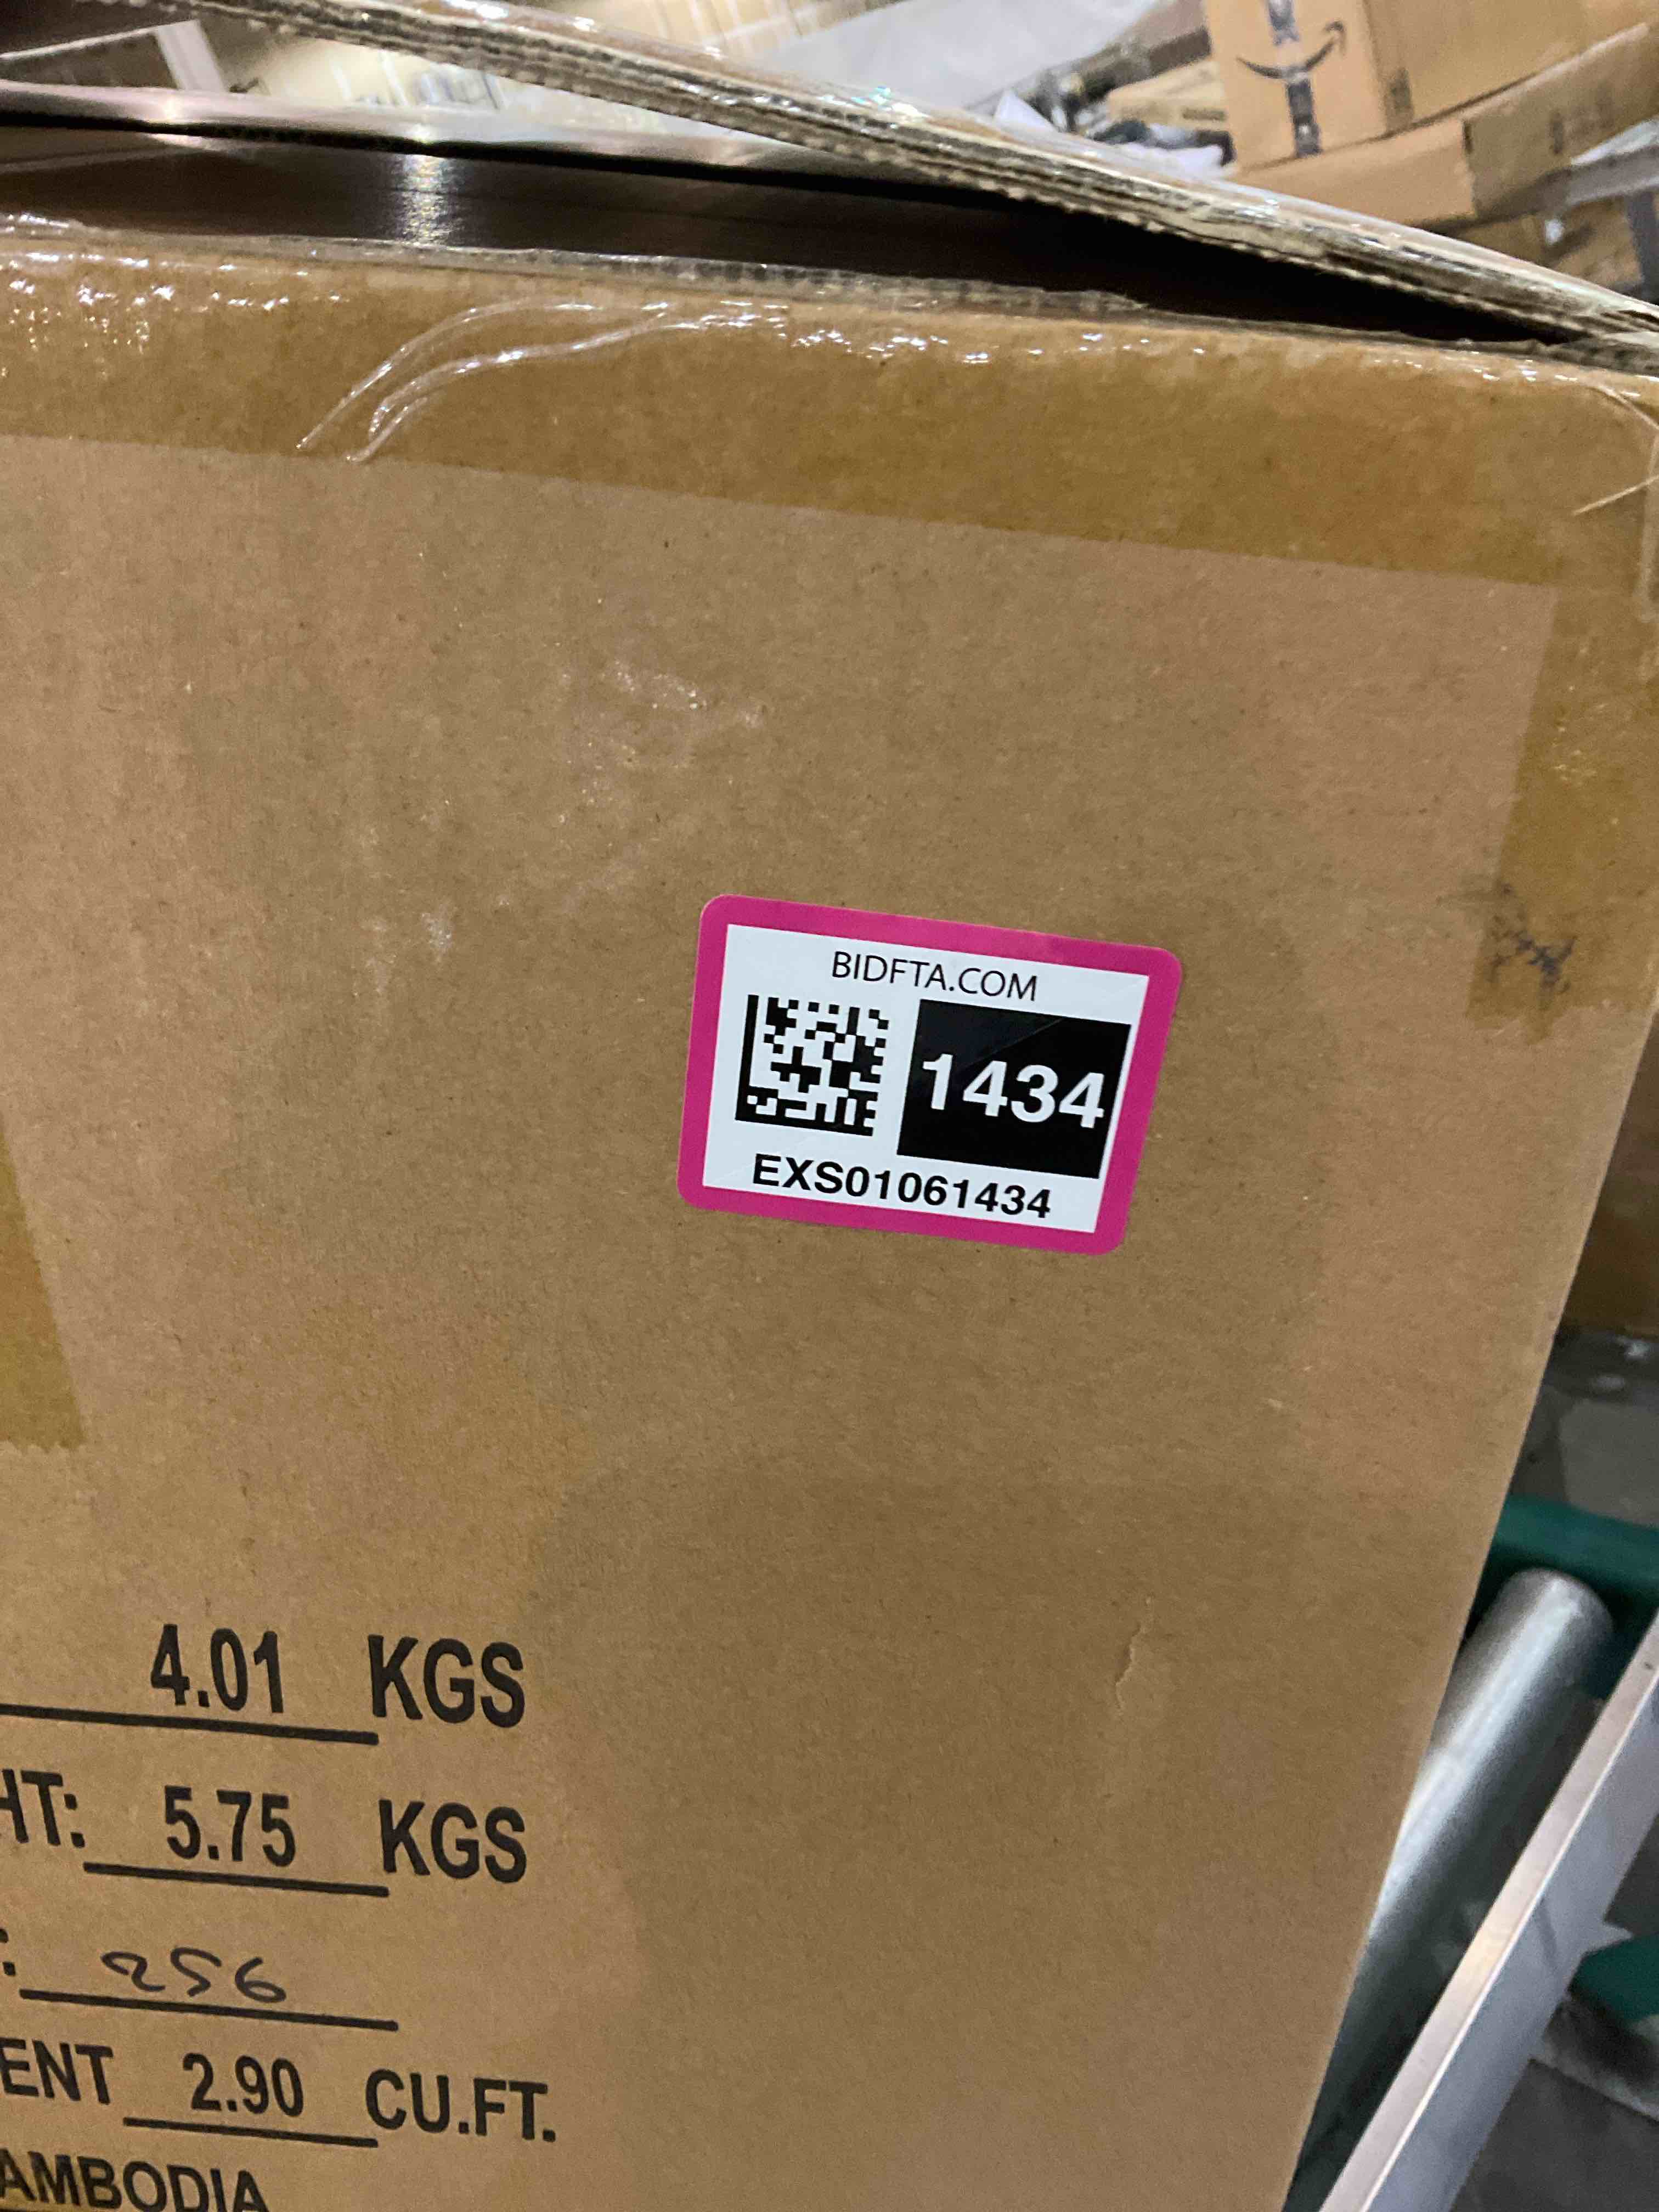 BIDFTA.COM
1434
EXS01061434
4.01 KGS
HT: 5.75 KGS
: 256
ENT 2.90 CU.FT.
AMBODIA